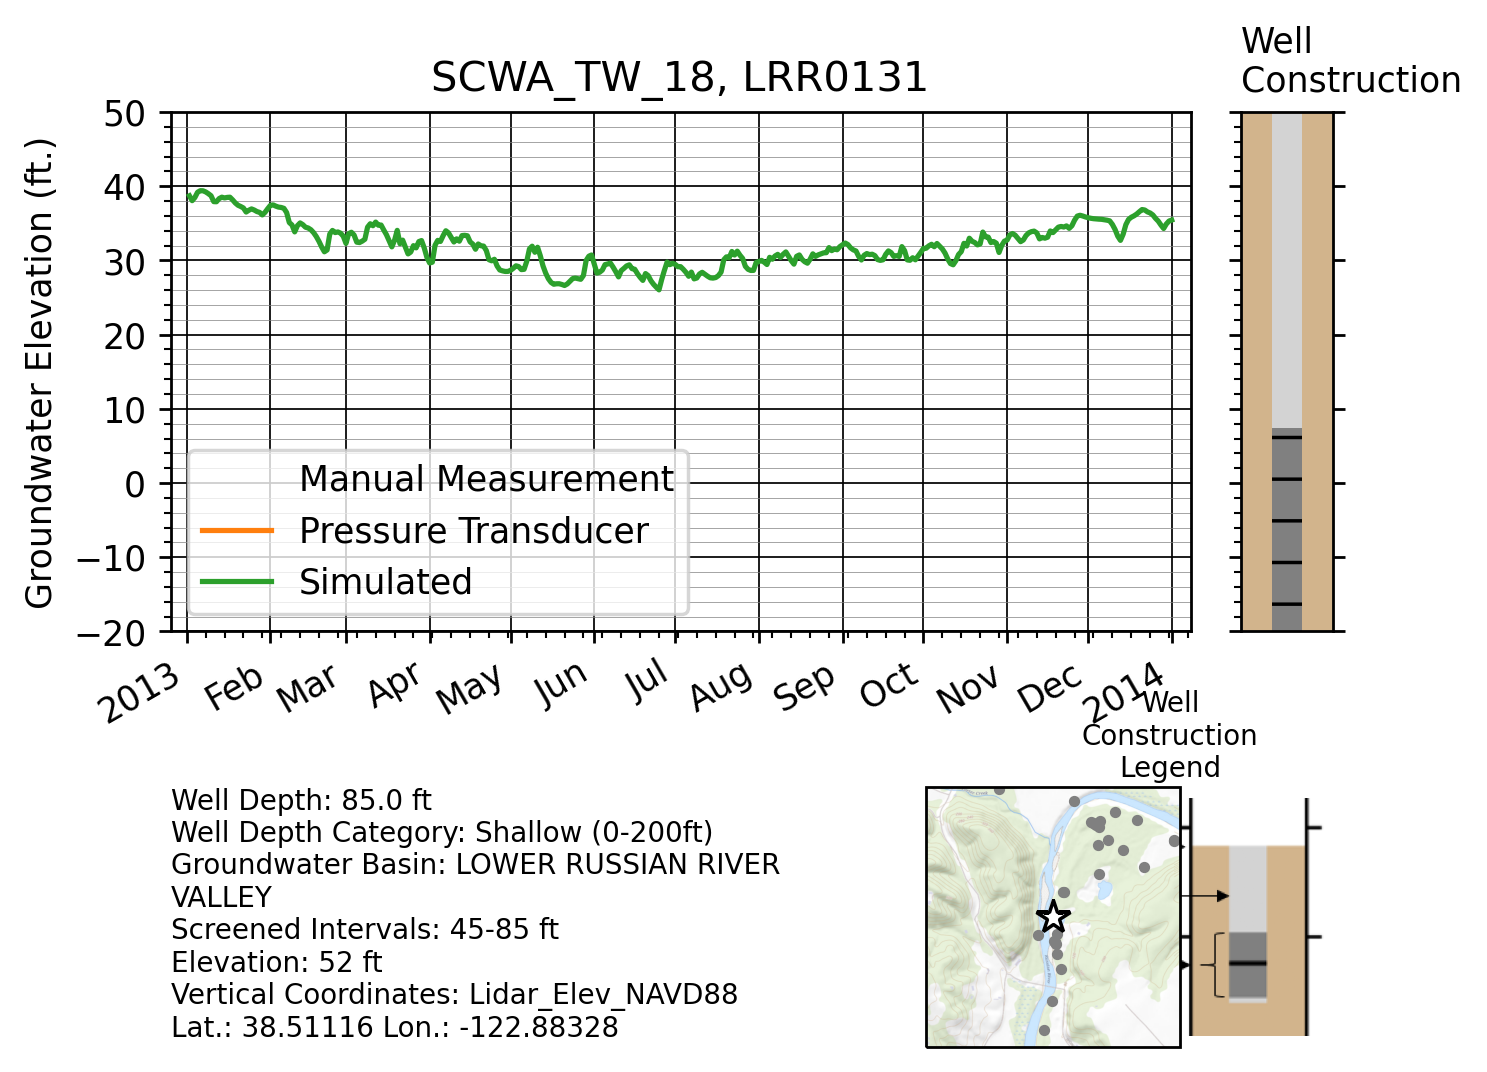 Well
Construction
SCWA_TW_18, LRR0131
Groundwater Elevation (ft.)
50
40
30
20
10
0
−10
−20
Manual Measurement
Pressure Transducer
Simulated
2013
Feb
Mar
Apr
May
Jun
Jul
Aug
Sep
Oct
Nov
Dec
2014
Well
Construction
Legend
Well Depth: 85.0 ft
Well Depth Category: Shallow (0-200ft)
Groundwater Basin: LOWER RUSSIAN RIVER
VALLEY
Screened Intervals: 45-85 ft
Elevation: 52 ft
Vertical Coordinates: Lidar_Elev_NAVD88
Lat.: 38.51116 Lon.: -122.88328